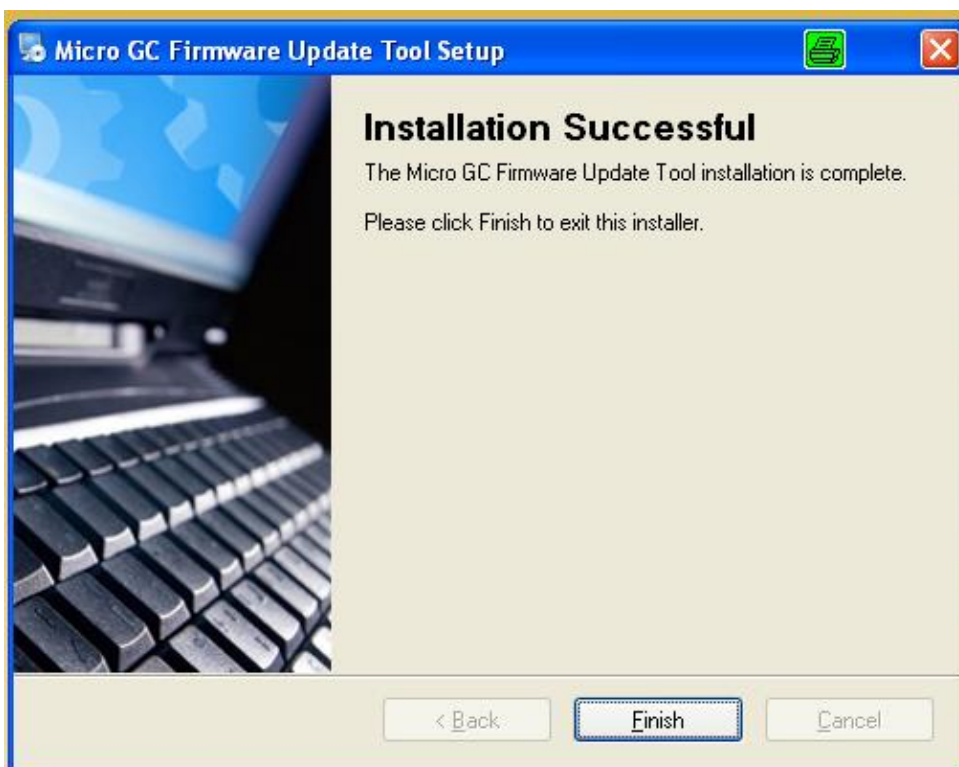 Micro GC Firmware Update Tool Setup
Installation Successful
The Micro GC Firmware Update Tool installation is complete.
Please click Finish to exit this installer.
< Back
Finish
Cancel